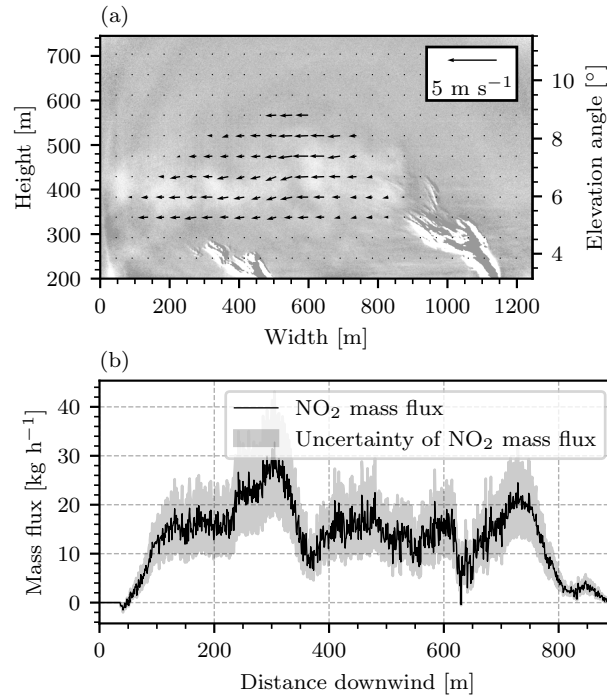 (a)
700
600
500
400
300
200
Height [m]
10
8
6
4
Elevation angle [°]
5 m s⁻¹
0 200 400 600 800 1000 1200
Width [m]
(b)
40
30
20
10
0
Mass flux [kg h⁻¹]
NO₂ mass flux
Uncertainty of NO₂ mass flux
0 200 400 600 800
Distance downwind [m]